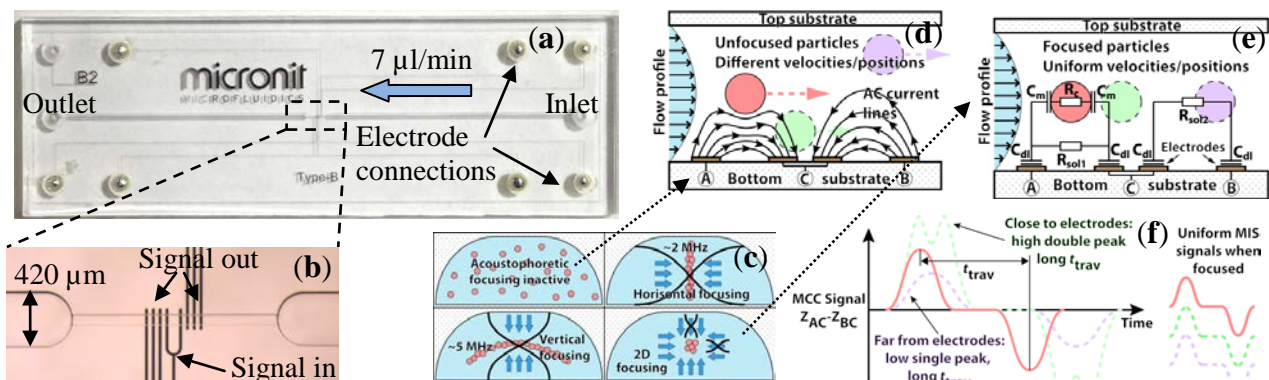 (a)
B2
micronit
MICROFLUIDICS
7 µl/min
Outlet
Inlet
Electrode
connections
Type-B
(b)
420 µm
Signal out
Signal in
(c)
Acoustophoretic
focusing inactive
~2 MHz
Horisontal focusing
~5 MHz
Vertical
focusing
2D
focusing
(d)
Top substrate
Flow profile
Unfocused particles
Different velocities/positions
AC current
lines
A
Bottom
C
substrate
B
(e)
Top substrate
Flow profile
Focused particles
Uniform velocities/positions
Cm
Rc
Cm
Rsol2
Rsol1
Cdl
Cdl
Cdl
Cdl
Electrodes
A
Bottom
C
substrate
B
(f)
Close to electrodes:
high double peak
long ttrav
ttrav
MCC Signal
ZAC-ZBC
Time
Far from electrodes:
low single peak,
long ttrav
Uniform MIS
signals when
focused